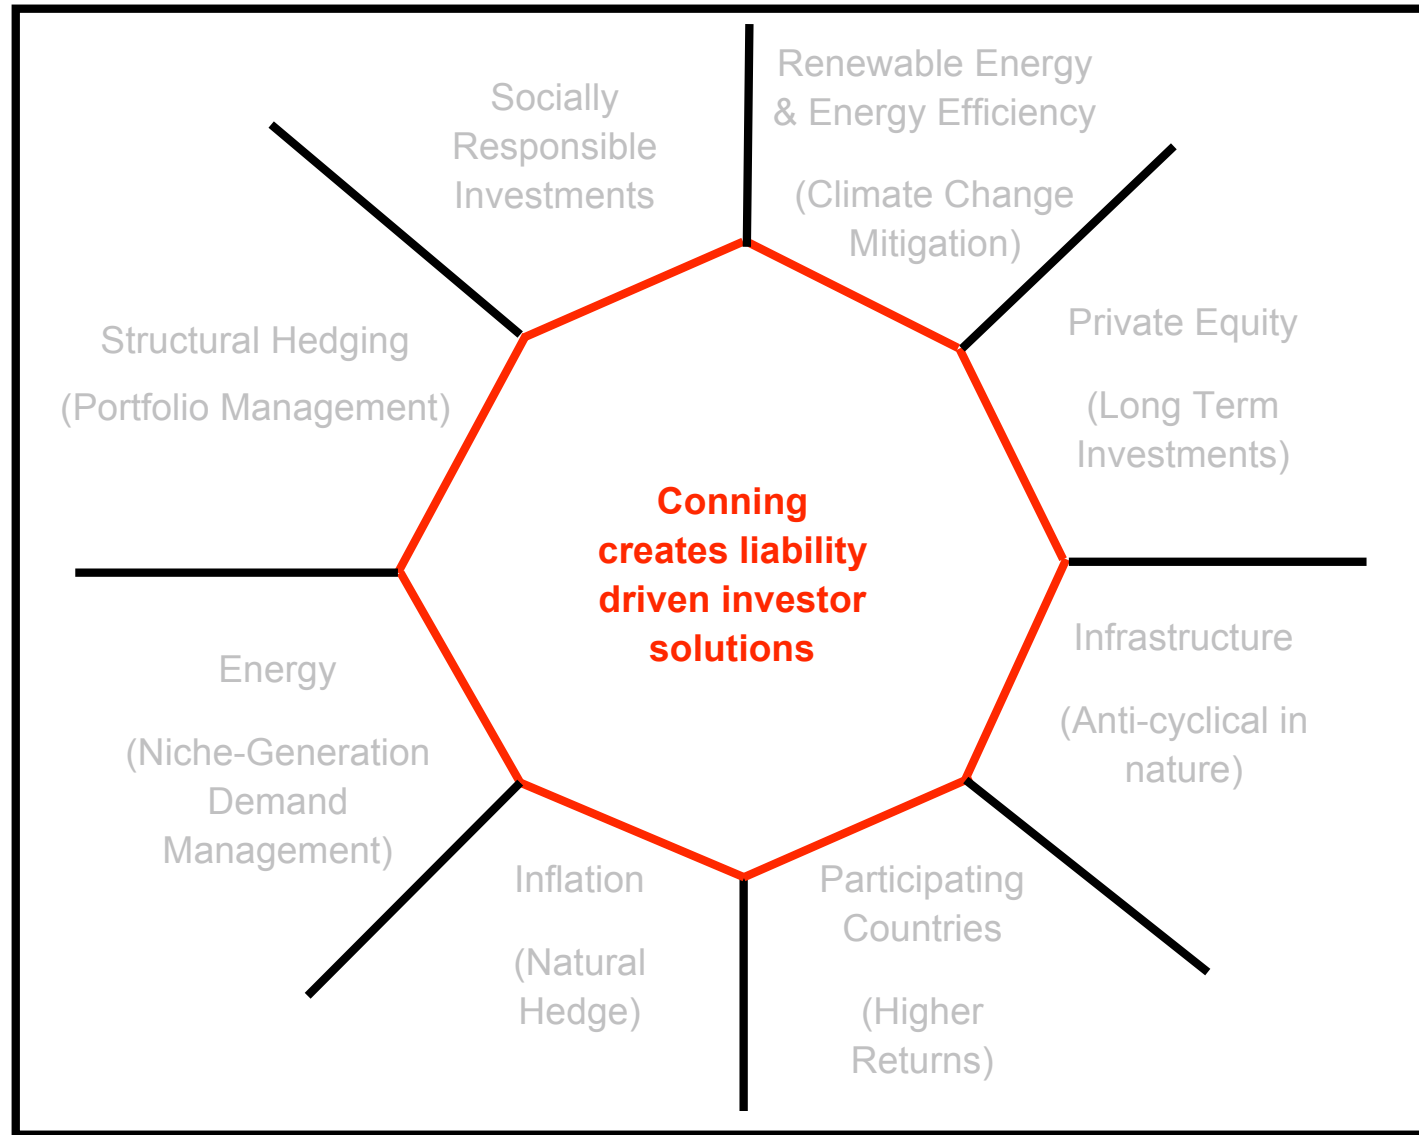 Socially
Responsible
Investments
Renewable Energy
& Energy Efficiency
(Climate Change
Mitigation)
Private Equity
(Long Term
Investments)
Infrastructure
(Anti-cyclical in
nature)
Participating
Countries
(Higher
Returns)
Inflation
(Natural
Hedge)
Energy
(Niche-Generation
Demand
Management)
Structural Hedging
(Portfolio Management)
Conning
creates liability
driven investor
solutions